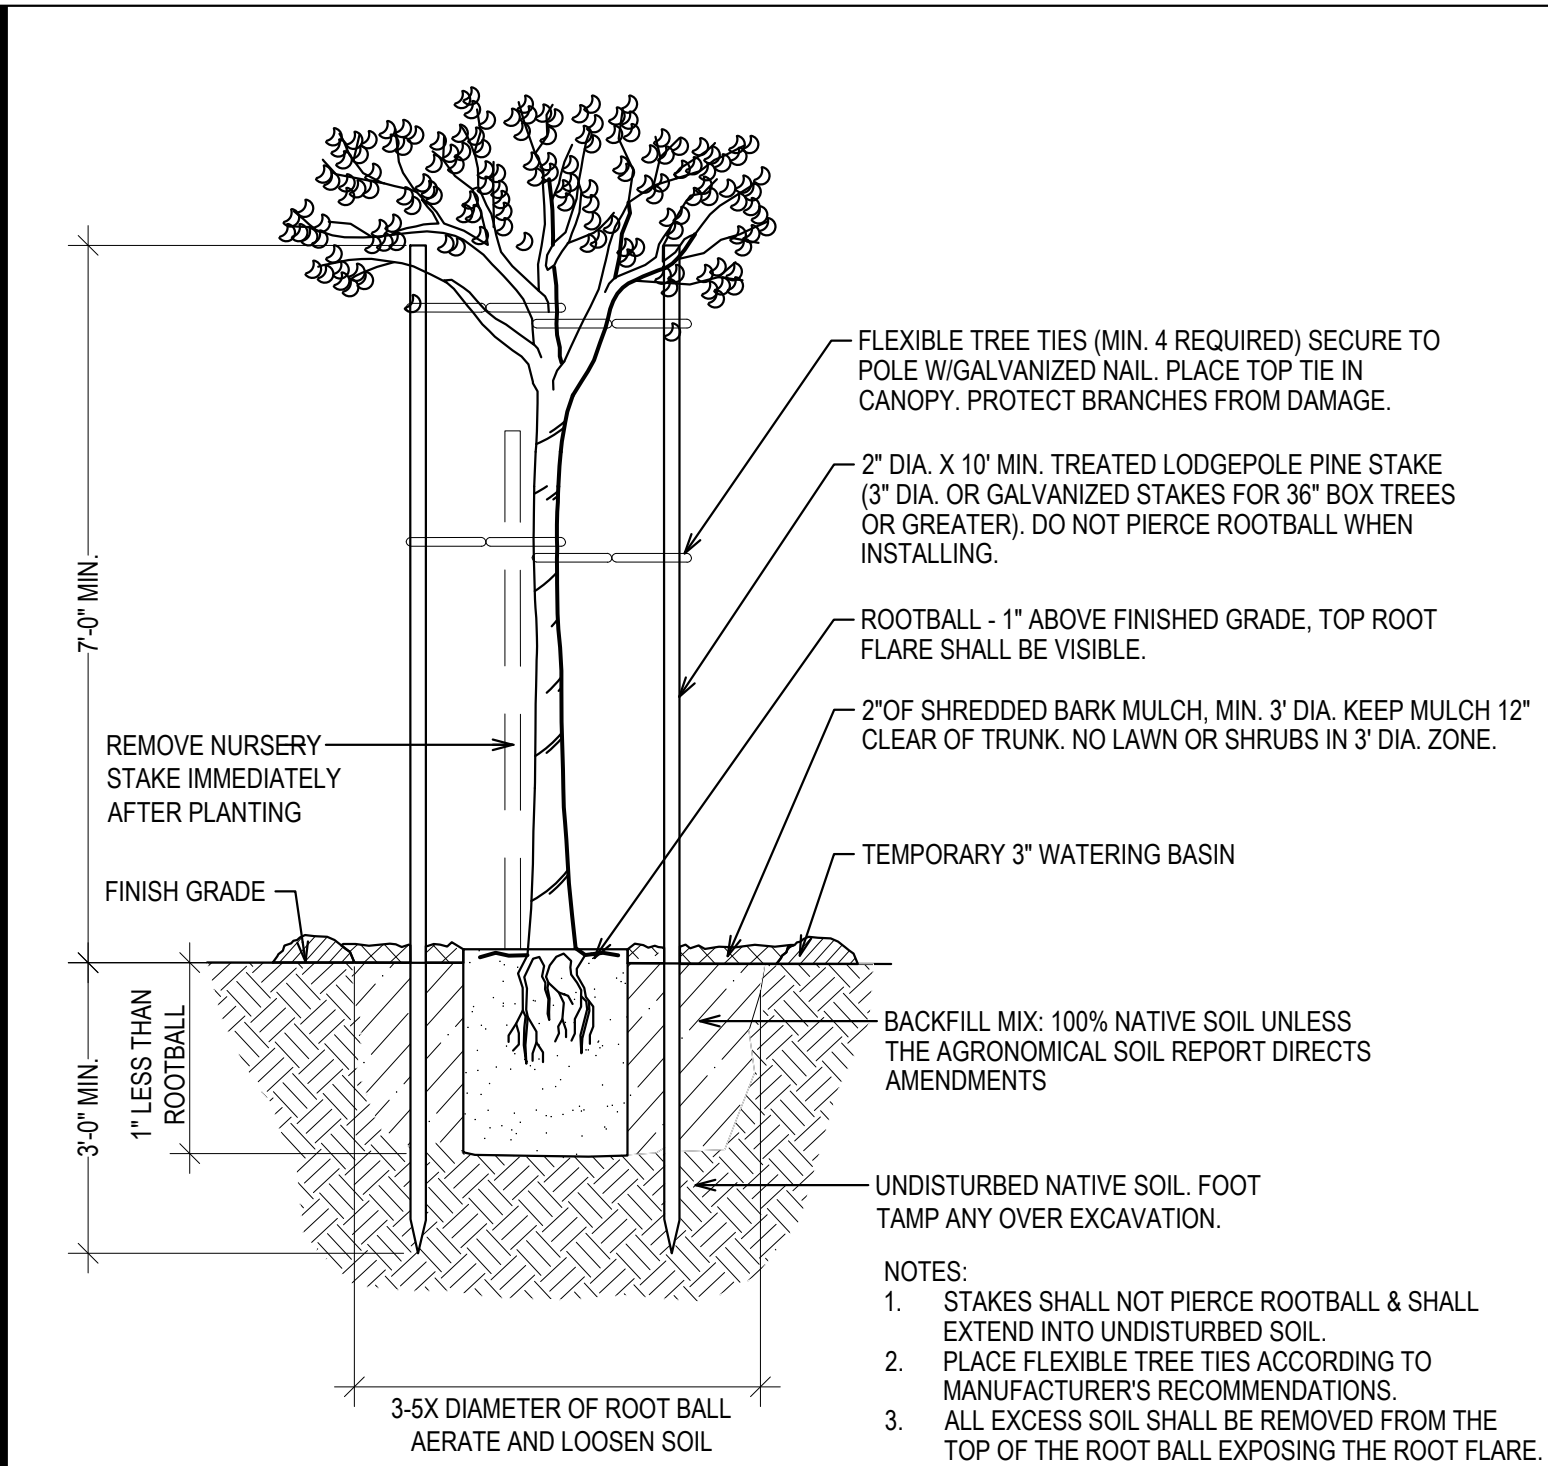 FLEXIBLE TREE TIES (MIN. 4 REQUIRED) SECURE TO
POLE W/GALVANIZED NAIL. PLACE TOP TIE IN
CANOPY. PROTECT BRANCHES FROM DAMAGE.
2" DIA. X 10' MIN. TREATED LODGEPOLE PINE STAKE
(3" DIA. OR GALVANIZED STAKES FOR 36" BOX TREES
OR GREATER). DO NOT PIERCE ROOTBALL WHEN
INSTALLING.
7'-0" MIN.
ROOTBALL - 1" ABOVE FINISHED GRADE, TOP ROOT
FLARE SHALL BE VISIBLE.
2"OF SHREDDED BARK MULCH, MIN. 3' DIA. KEEP MULCH 12"
CLEAR OF TRUNK. NO LAWN OR SHRUBS IN 3' DIA. ZONE.
REMOVE NURSERY
STAKE IMMEDIATELY
AFTER PLANTING
TEMPORARY 3" WATERING BASIN
FINISH GRADE
3'-0" MIN.
1" LESS THAN
ROOTBALL
BACKFILL MIX: 100% NATIVE SOIL UNLESS
THE AGRONOMICAL SOIL REPORT DIRECTS
AMENDMENTS
UNDISTURBED NATIVE SOIL. FOOT
TAMP ANY OVER EXCAVATION.
3-5X DIAMETER OF ROOT BALL
AERATE AND LOOSEN SOIL
NOTES:
1. STAKES SHALL NOT PIERCE ROOTBALL & SHALL
EXTEND INTO UNDISTURBED SOIL.
2. PLACE FLEXIBLE TREE TIES ACCORDING TO
MANUFACTURER'S RECOMMENDATIONS.
3. ALL EXCESS SOIL SHALL BE REMOVED FROM THE
TOP OF THE ROOT BALL EXPOSING THE ROOT FLARE.